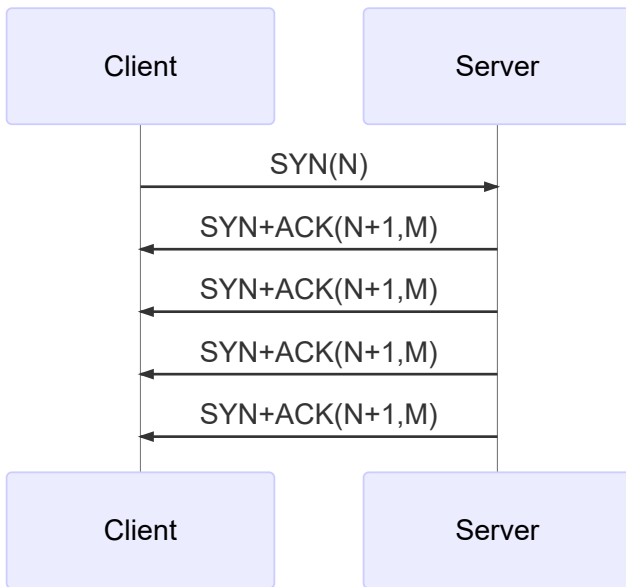 Client
Server
SYN(N)
SYN+ACK(N+1,M)
SYN+ACK(N+1,M)
SYN+ACK(N+1,M)
SYN+ACK(N+1,M)
Client
Server